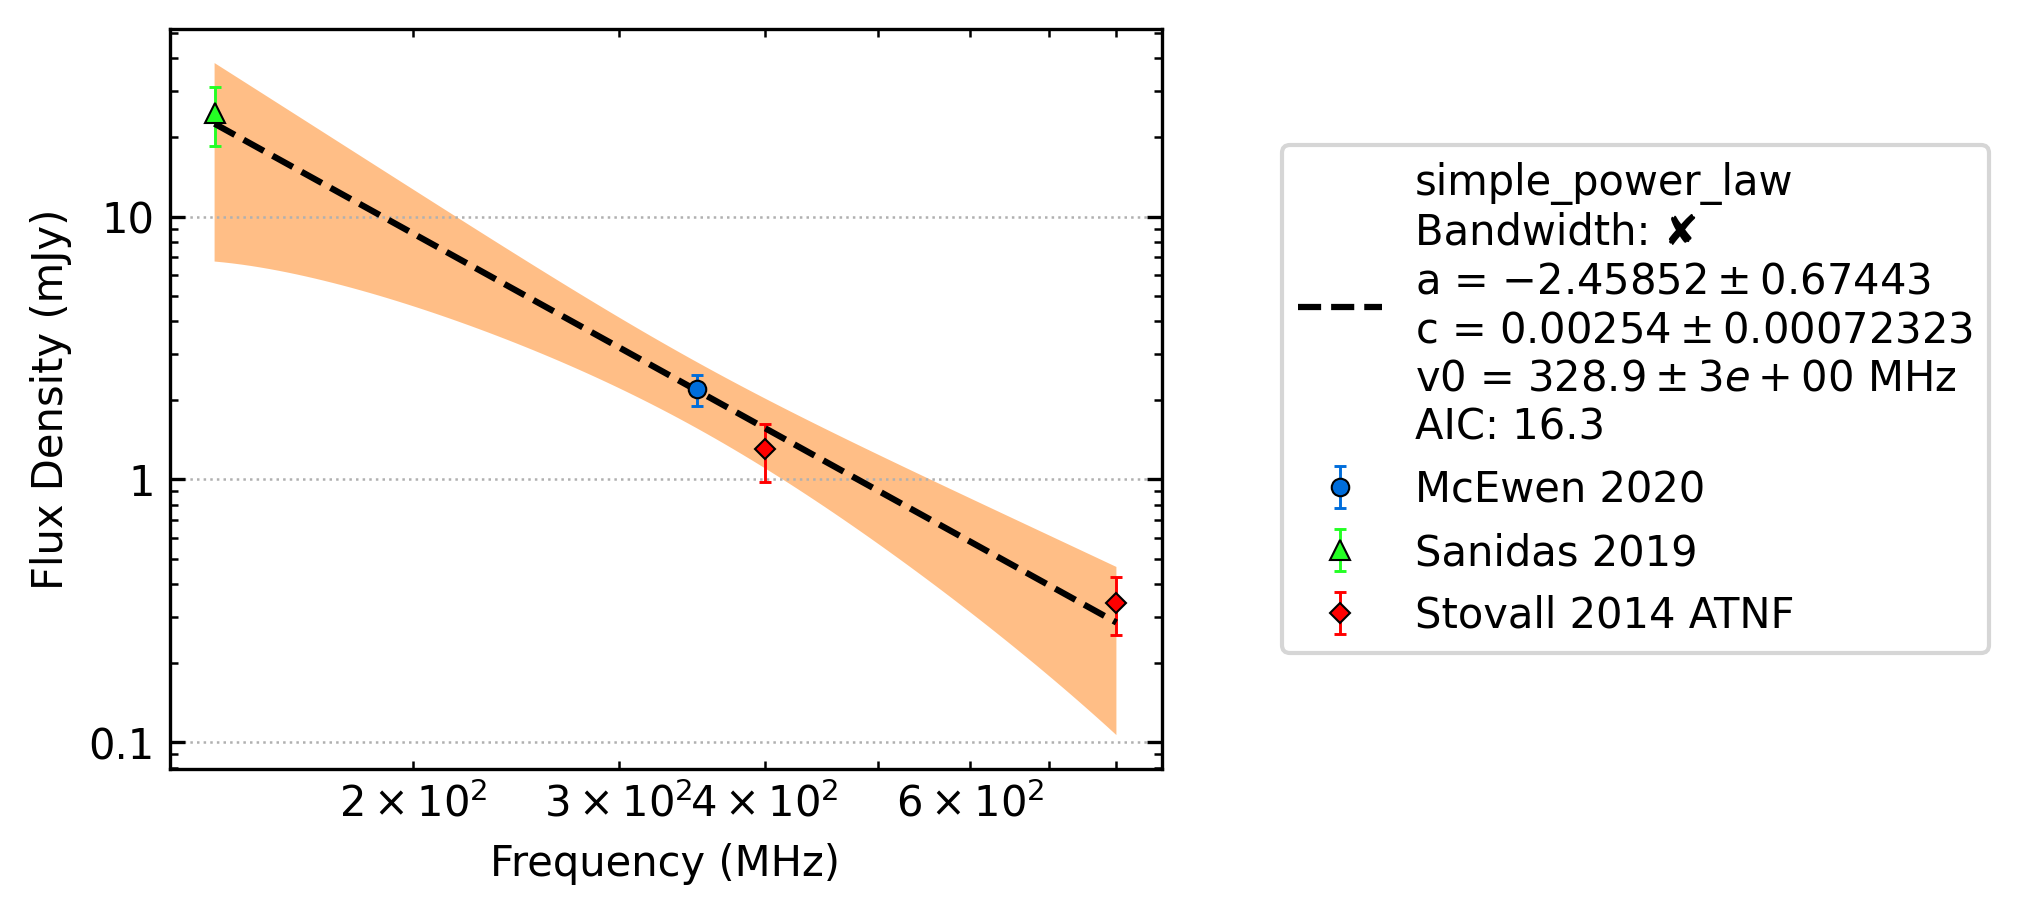 Flux Density (mJy)
10
1
0.1
2 × 10²
3 × 10²
4 × 10²
6 × 10²
Frequency (MHz)
simple_power_law
Bandwidth: ✘
a = −2.45852 ± 0.67443
c = 0.00254 ± 0.00072323
v0 = 328.9 ± 3e + 00 MHz
AIC: 16.3
McEwen 2020
Sanidas 2019
Stovall 2014 ATNF